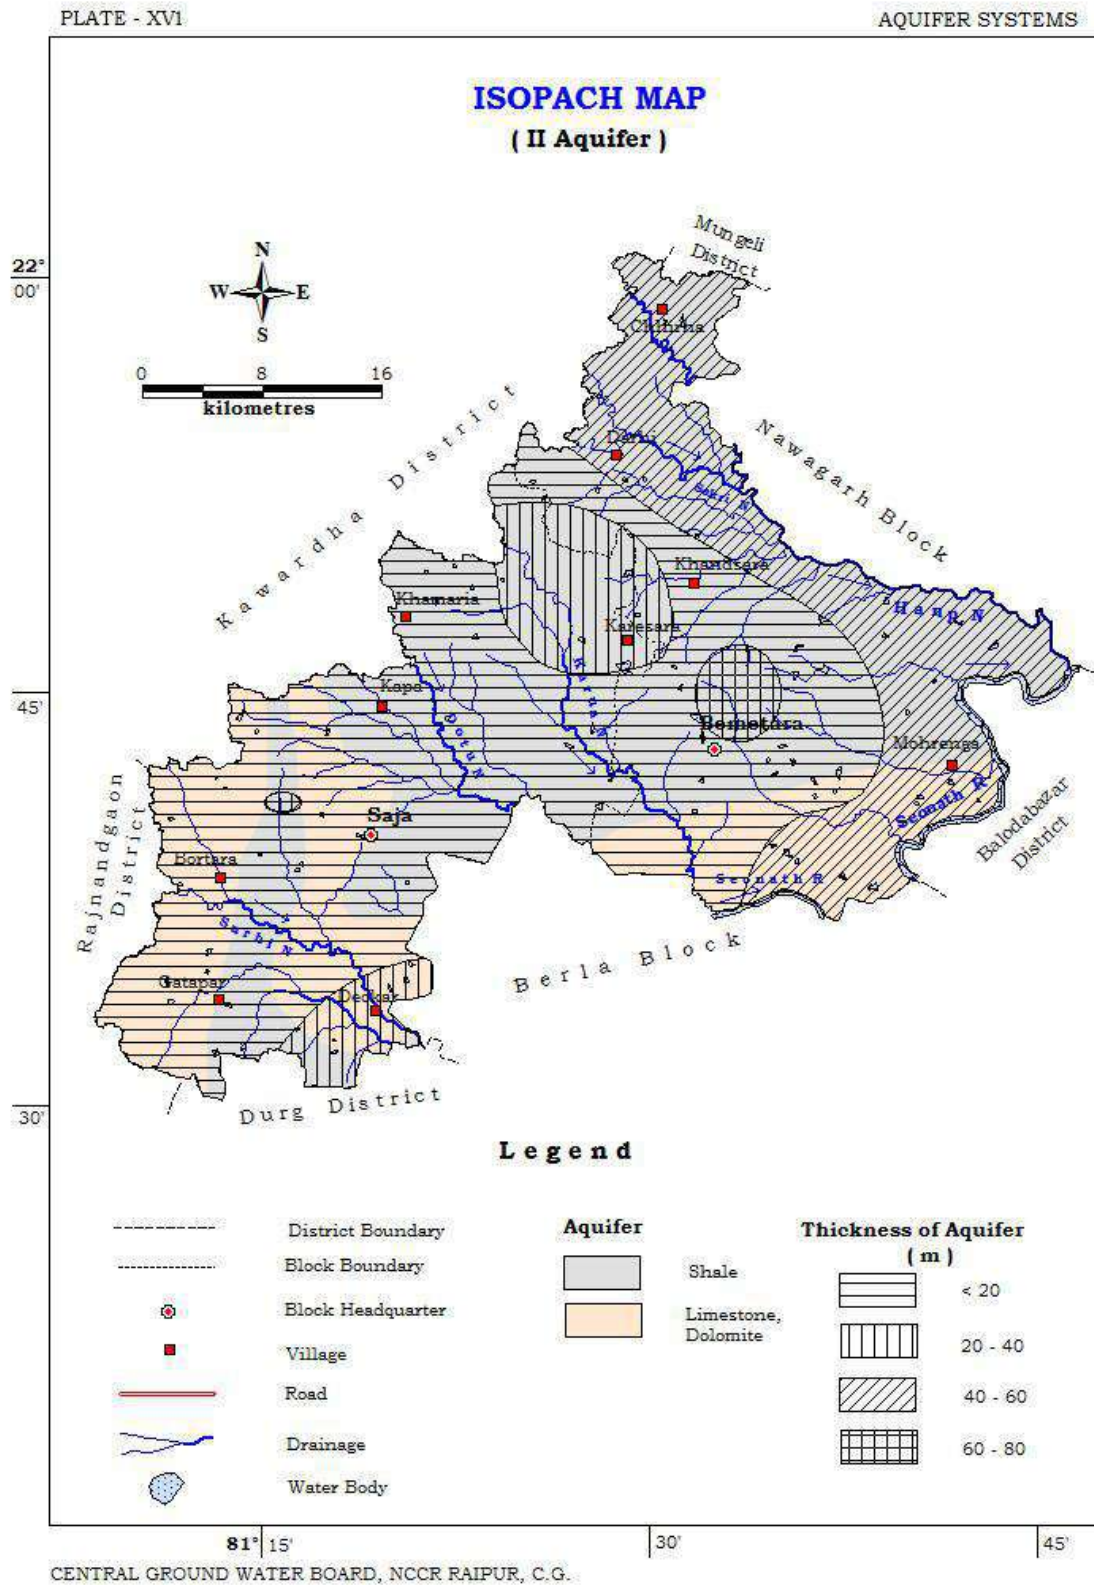 PLATE - XV1
AQUIFER SYSTEMS
ISOPACH MAP
( II Aquifer )
Mungeli
District
N
W E
S
22°
00'
0 8 16
kilometres
Kawardha District
Nawagarh Block
Khandsara
Hanp N
Khamaria
Karesara
Karua N
45'
Kapa
Bemetara
Mohrenga
Seonath R
Balodabazar
District
Rajnandgaon
District
Saja
Bortara
Seonath R
Surhi N
Berla Block
Gatapar
Deokar
30'
Durg District
Legend
District Boundary
Block Boundary
Block Headquarter
Village
Road
Drainage
Water Body
Aquifer
Shale
Limestone,
Dolomite
Thickness of Aquifer
( m )
< 20
20 - 40
40 - 60
60 - 80
81° 15'
30'
45'
CENTRAL GROUND WATER BOARD, NCCR RAIPUR, C.G.